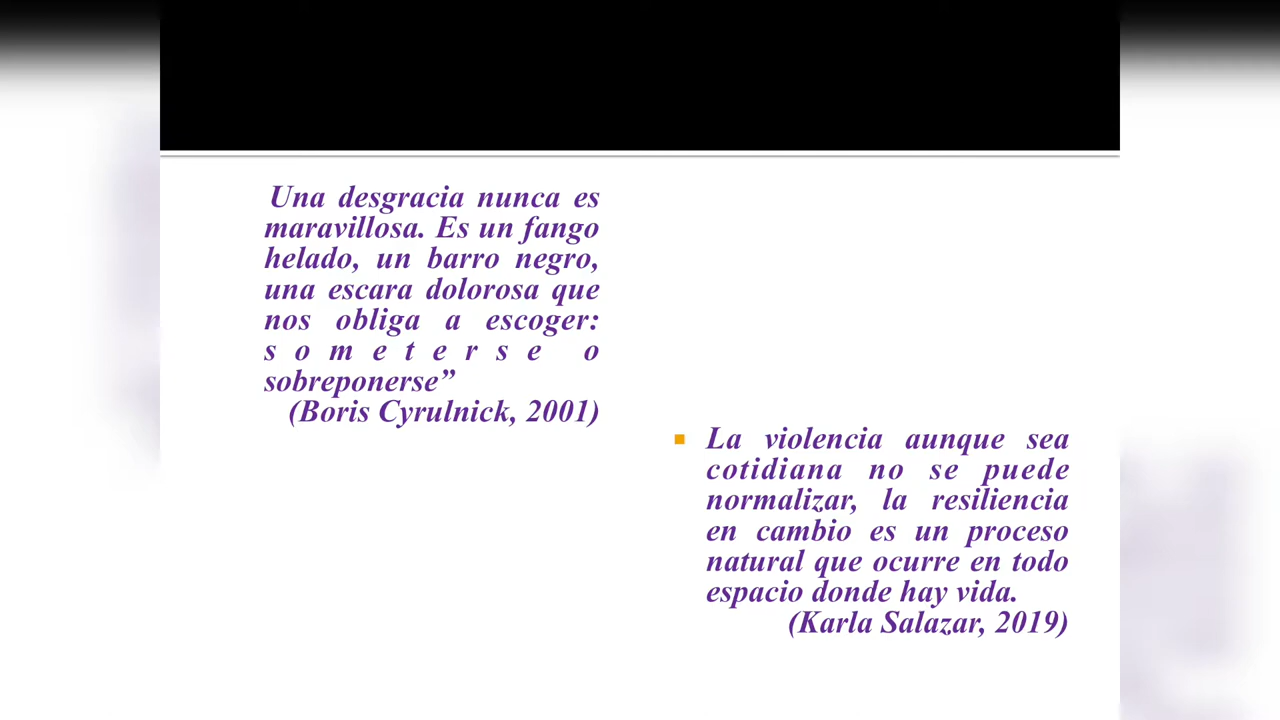 Una desgracia nunca es
maravillosa. Es un fango
helado, un barro negro,
una escara dolorosa que
nos obliga a escoger:
someterse o
sobreponerse”
(Boris Cyrulnick, 2001)
La violencia aunque sea
cotidiana no se puede
normalizar, la resiliencia
en cambio es un proceso
natural que ocurre en todo
espacio donde hay vida.
(Karla Salazar, 2019)